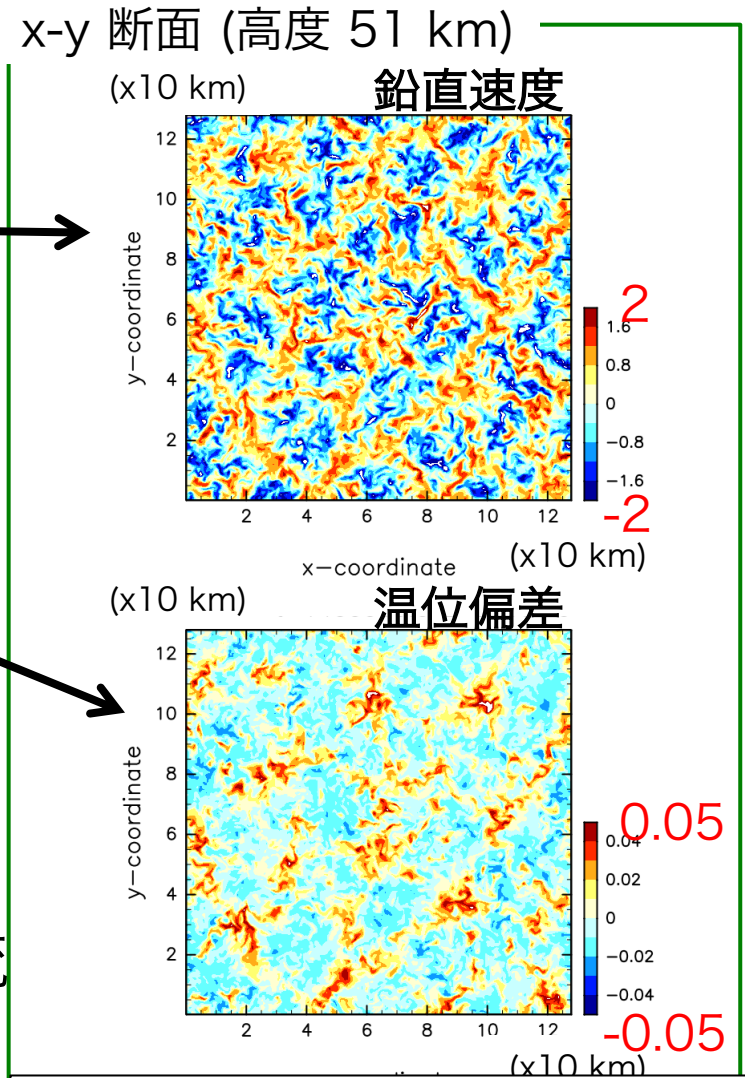 x-y 断面 (高度 51 km)
(x10 km)
鉛直速度
12
10
8
6
4
2
y-coordinate
2 4 6 8 10 12
x-coordinate
(x10 km)
2
1.6
0.8
0
-0.8
-1.6
-2
(x10 km)
温位偏差
12
10
8
6
4
2
y-coordinate
2 4 6 8 10 12
(x10 km)
0.05
0.04
0.02
0
-0.02
-0.04
-0.05